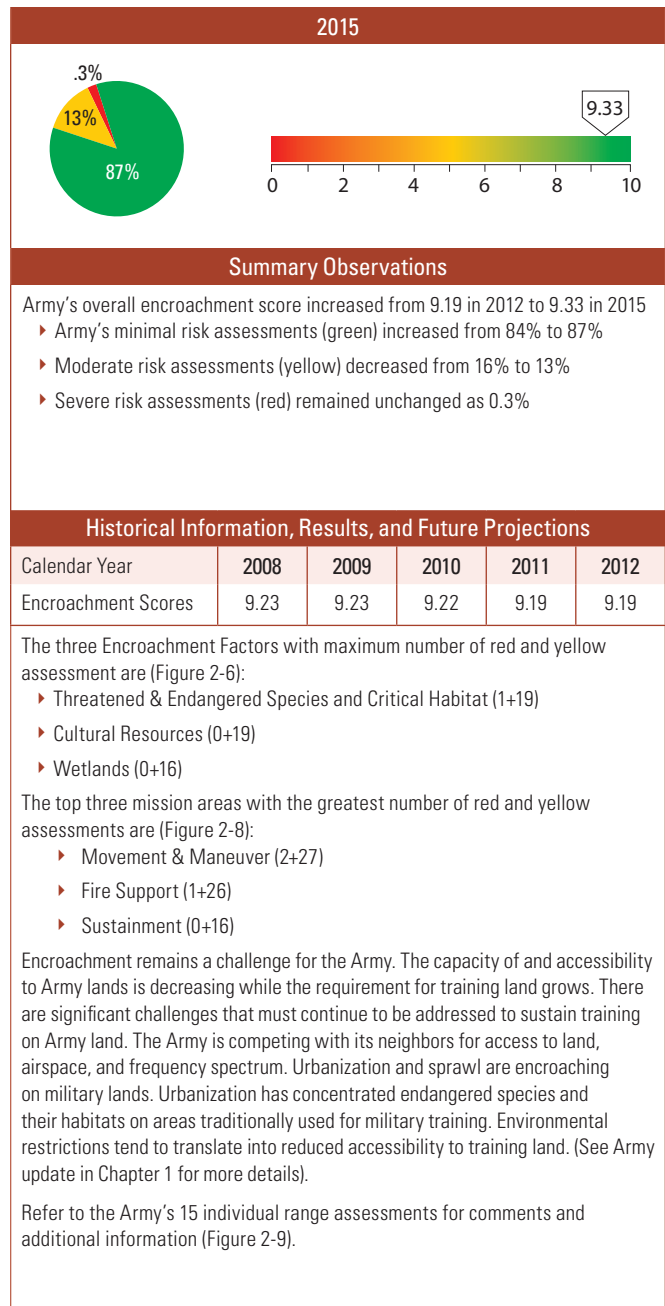 2015
.3%
13%
87%
9.33
0 2 4 6 8 10
Summary Observations
Army's overall encroachment score increased from 9.19 in 2012 to 9.33 in 2015
Army's minimal risk assessments (green) increased from 84% to 87%
Moderate risk assessments (yellow) decreased from 16% to 13%
Severe risk assessments (red) remained unchanged as 0.3%
Historical Information, Results, and Future Projections
Calendar Year 2008 2009 2010 2011 2012
Encroachment Scores 9.23 9.23 9.22 9.19 9.19
The three Encroachment Factors with maximum number of red and yellow
assessment are (Figure 2-6):
Threatened & Endangered Species and Critical Habitat (1+19)
Cultural Resources (0+19)
Wetlands (0+16)
The top three mission areas with the greatest number of red and yellow
assessments are (Figure 2-8):
Movement & Maneuver (2+27)
Fire Support (1+26)
Sustainment (0+16)
Encroachment remains a challenge for the Army. The capacity of and accessibility
to Army lands is decreasing while the requirement for training land grows. There
are significant challenges that must continue to be addressed to sustain training
on Army land. The Army is competing with its neighbors for access to land,
airspace, and frequency spectrum. Urbanization and sprawl are encroaching
on military lands. Urbanization has concentrated endangered species and
their habitats on areas traditionally used for military training. Environmental
restrictions tend to translate into reduced accessibility to training land. (See Army
update in Chapter 1 for more details).
Refer to the Army's 15 individual range assessments for comments and
additional information (Figure 2-9).